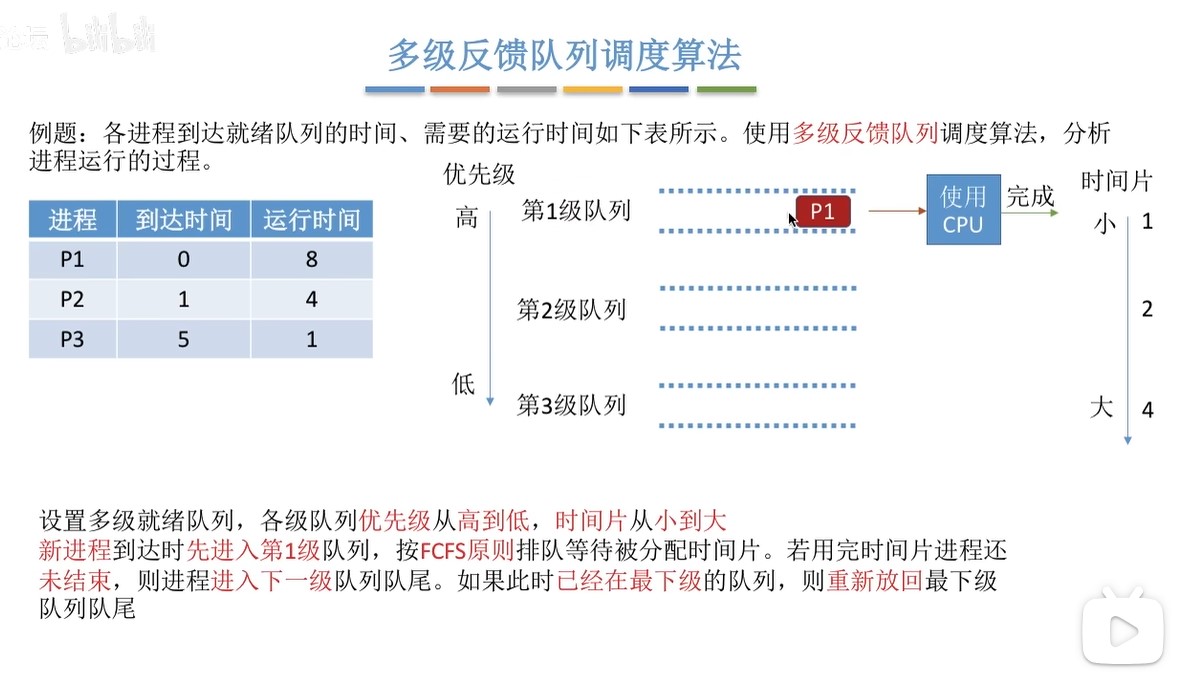 bilibili
多级反馈队列调度算法
例题：各进程到达就绪队列的时间、需要的运行时间如下表所示。使用多级反馈队列调度算法，分析
进程运行的过程。
进程 到达时间 运行时间
P1 0 8
P2 1 4
P3 5 1
优先级
高
低
第1级队列
P1
第2级队列
第3级队列
使用
CPU
完成
时间片
小 1
2
大 4
设置多级就绪队列，各级队列优先级从高到低，时间片从小到大
新进程到达时先进入第1级队列，按FCFS原则排队等待被分配时间片。若用完时间片进程还
未结束，则进程进入下一级队列队尾。如果此时已经在最下级的队列，则重新放回最下级
队列队尾